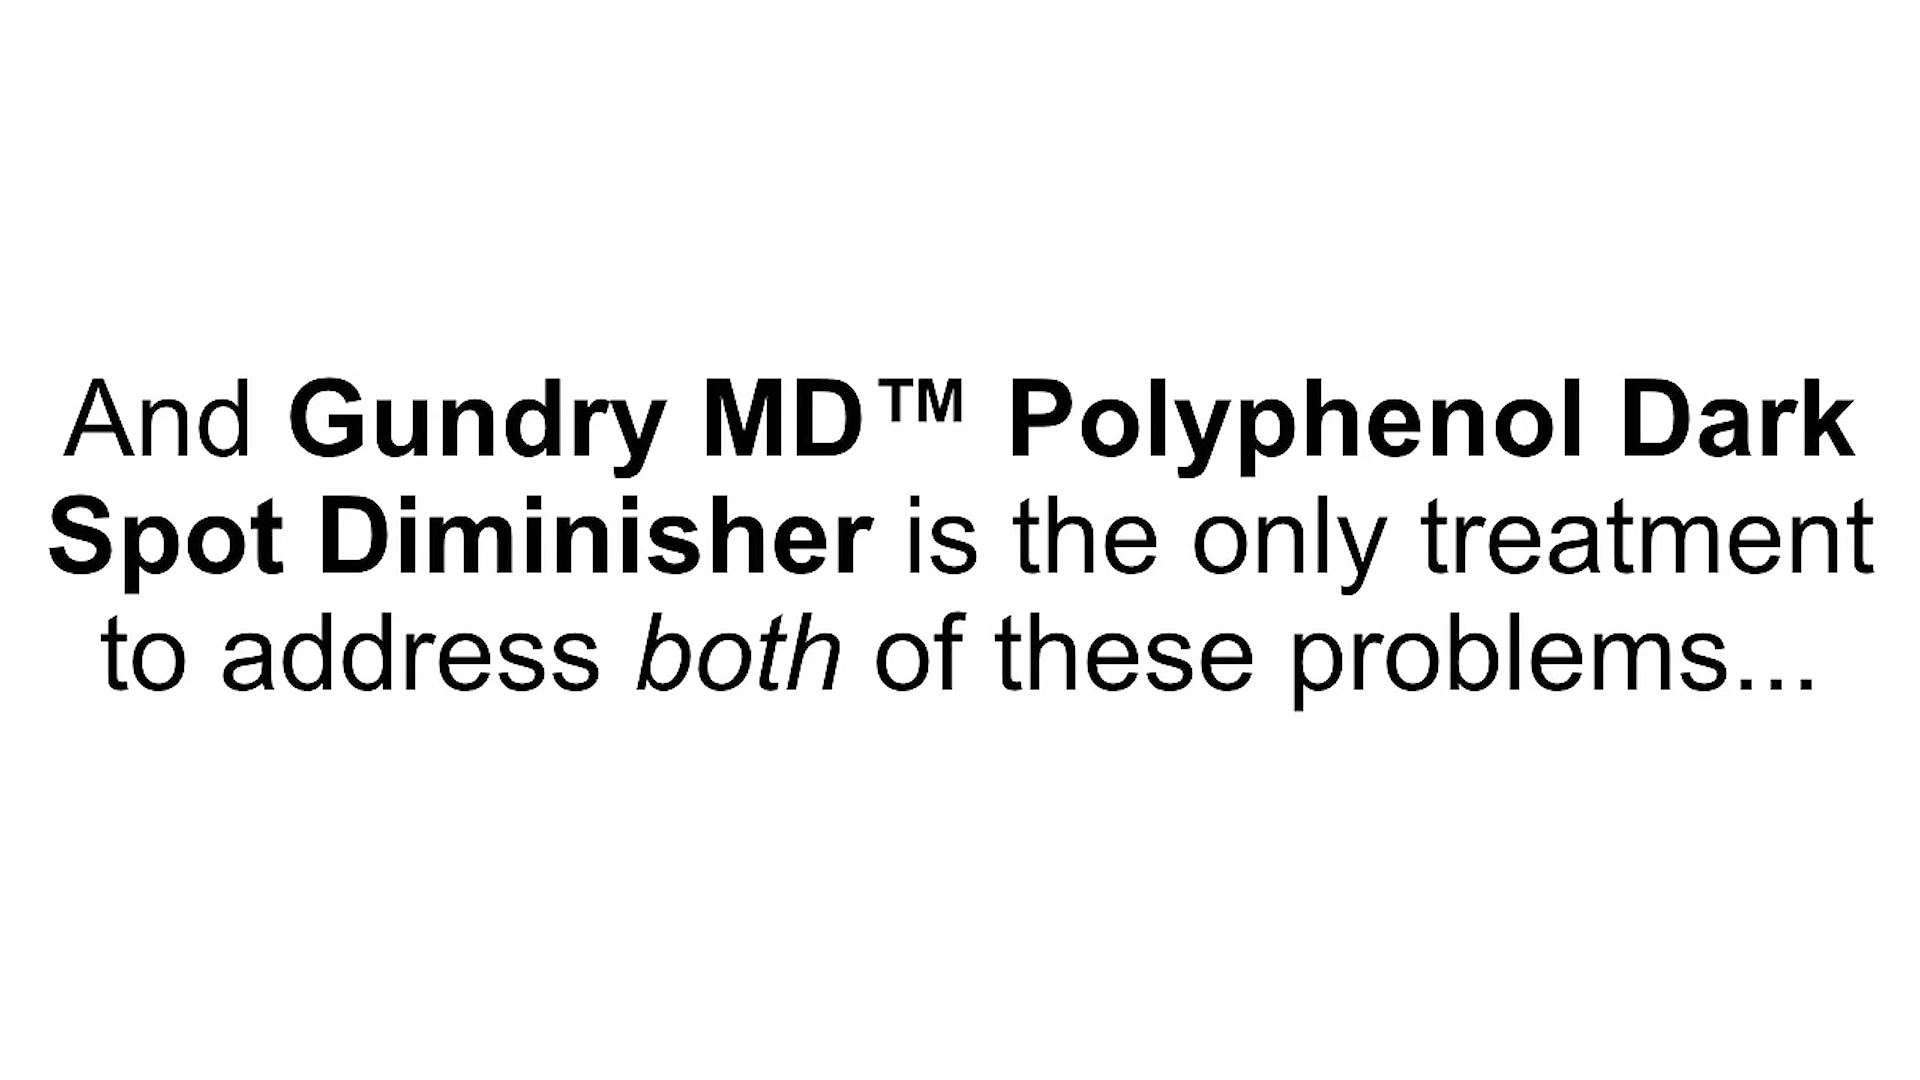 And Gundry MD™ Polyphenol Dark
Spot Diminisher is the only treatment
to address both of these problems...